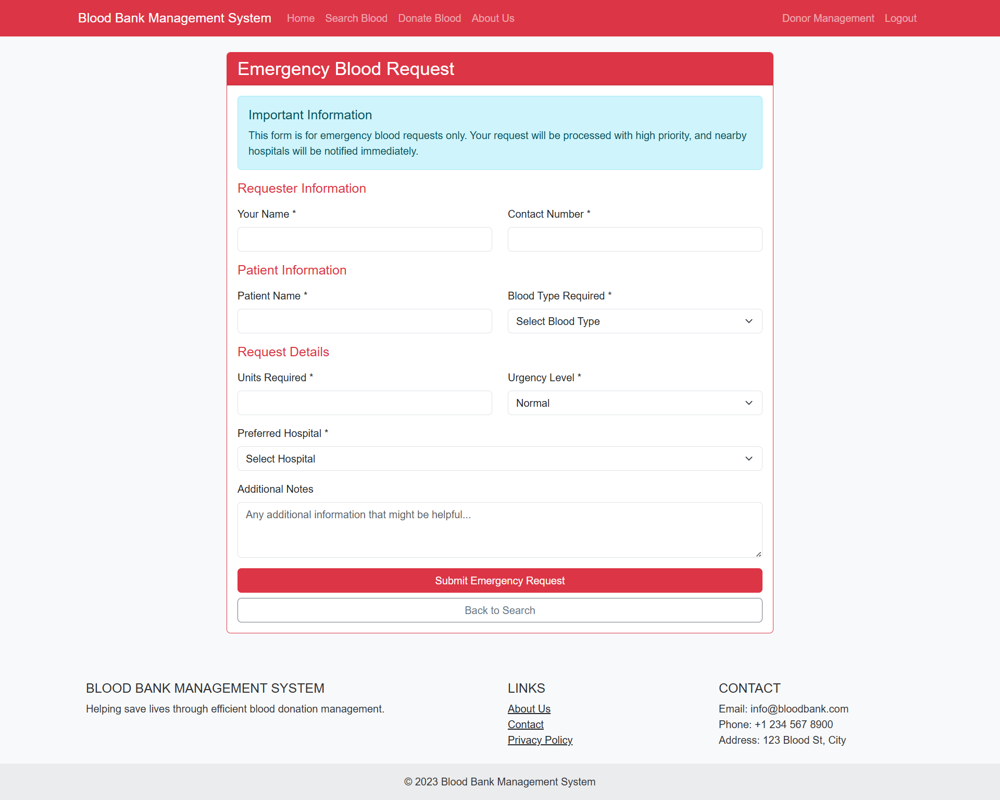 Blood Bank Management System Home Search Blood Donate Blood About Us Donor Management Logout
Emergency Blood Request
Important Information
This form is for emergency blood requests only. Your request will be processed with high priority, and nearby
hospitals will be notified immediately.
Requester Information
Your Name * Contact Number *
Patient Information
Patient Name * Blood Type Required *
Select Blood Type
Request Details
Units Required * Urgency Level *
Normal
Preferred Hospital *
Select Hospital
Additional Notes
Any additional information that might be helpful...
Submit Emergency Request
Back to Search
BLOOD BANK MANAGEMENT SYSTEM
Helping save lives through efficient blood donation management.
LINKS
About Us
Contact
Privacy Policy
CONTACT
Email: info@bloodbank.com
Phone: +1 234 567 8900
Address: 123 Blood St, City
© 2023 Blood Bank Management System